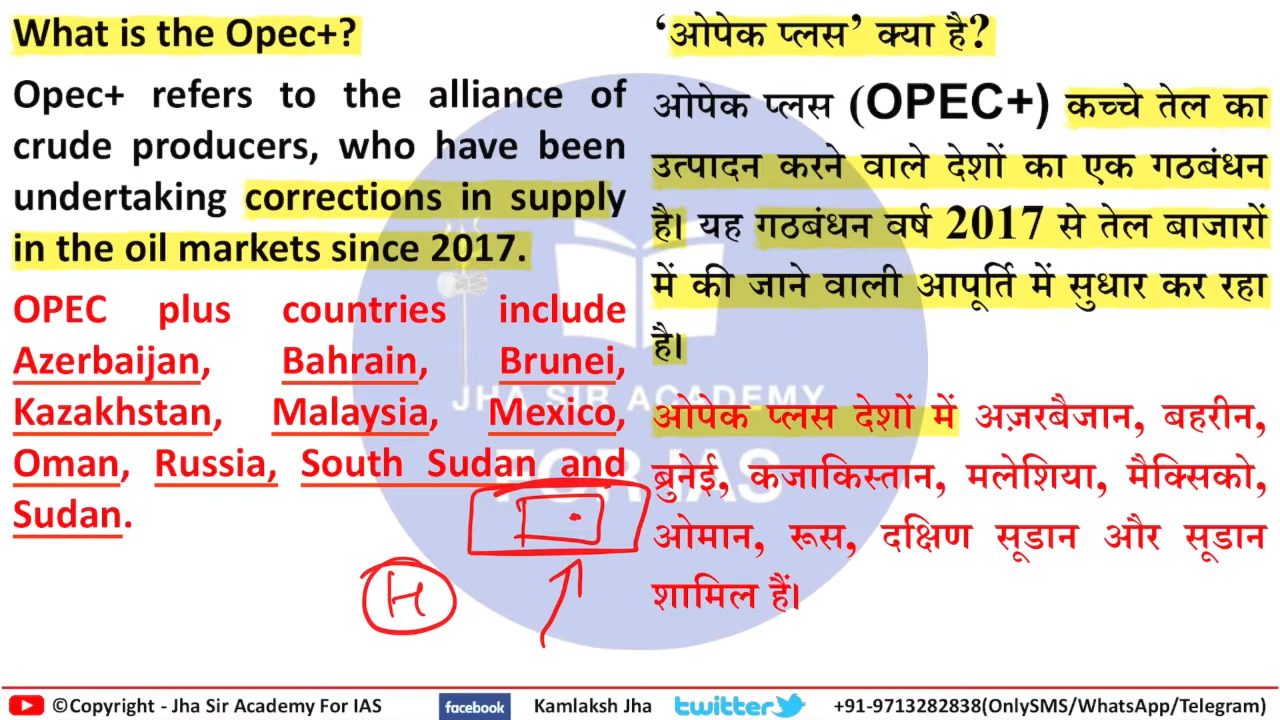 What is the Opec+?
Opec+ refers to the alliance of
crude producers, who have been
undertaking corrections in supply
in the oil markets since 2017.
OPEC plus countries include
Azerbaijan, Bahrain, Brunei,
Kazakhstan, Malaysia, Mexico,
Oman, Russia, South Sudan and
Sudan.
H
‘ओपेक प्लस’ क्या है?
ओपेक प्लस (OPEC+) कच्चे तेल का
उत्पादन करने वाले देशों का एक गठबंधन
है। यह गठबंधन वर्ष 2017 से तेल बाजारों
में की जाने वाली आपूर्ति में सुधार कर रहा
है।
ओपेक प्लस देशों में अज़रबैजान, बहरीन,
ब्रुनेई, कजाकिस्तान, मलेशिया, मैक्सिको,
ओमान, रूस, दक्षिण सूडान और सूडान
शामिल हैं।
JHA SIR ACADEMY
FOR IAS
©Copyright - Jha Sir Academy For IAS facebook Kamlaksh Jha twitter +91-9713282838(OnlySMS/WhatsApp/Telegram)